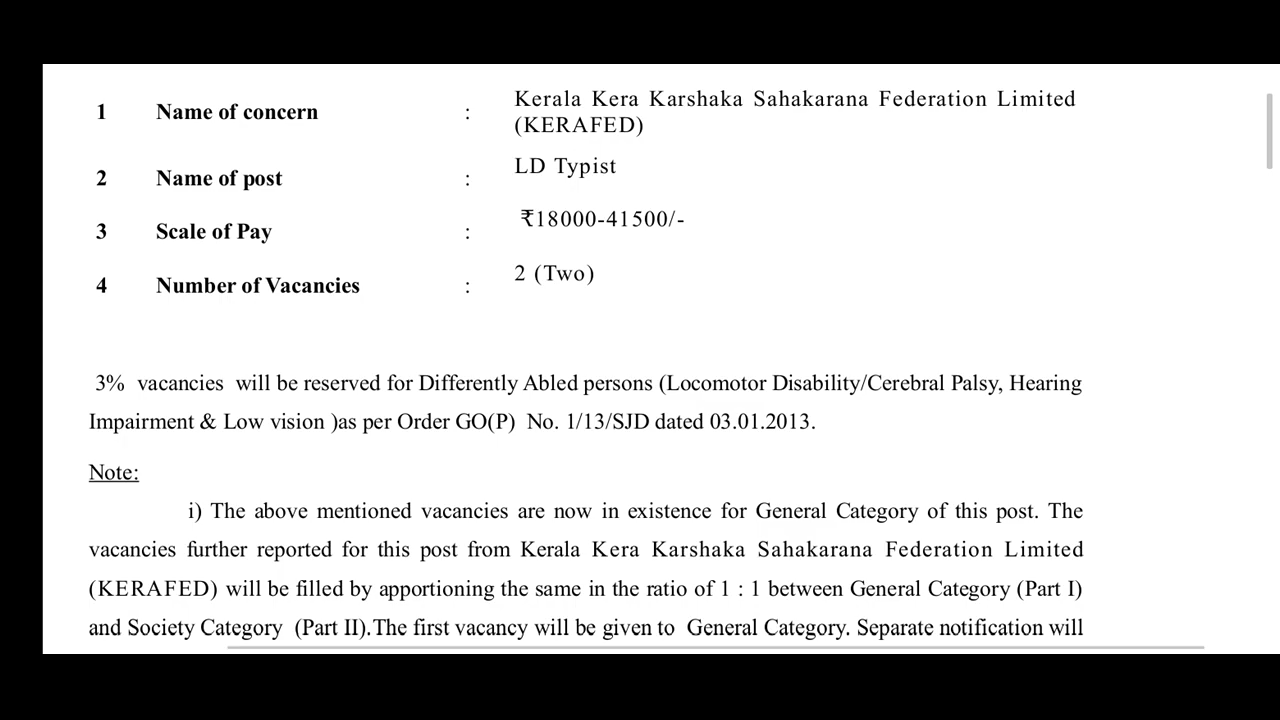 1 Name of concern : Kerala Kera Karshaka Sahakarana Federation Limited
(KERAFED)
2 Name of post : LD Typist
3 Scale of Pay : ₹18000-41500/-
4 Number of Vacancies : 2 (Two)
3% vacancies will be reserved for Differently Abled persons (Locomotor Disability/Cerebral Palsy, Hearing
Impairment & Low vision )as per Order GO(P) No. 1/13/SJD dated 03.01.2013.
Note:
i) The above mentioned vacancies are now in existence for General Category of this post. The
vacancies further reported for this post from Kerala Kera Karshaka Sahakarana Federation Limited
(KERAFED) will be filled by apportioning the same in the ratio of 1 : 1 between General Category (Part I)
and Society Category (Part II).The first vacancy will be given to General Category. Separate notification will